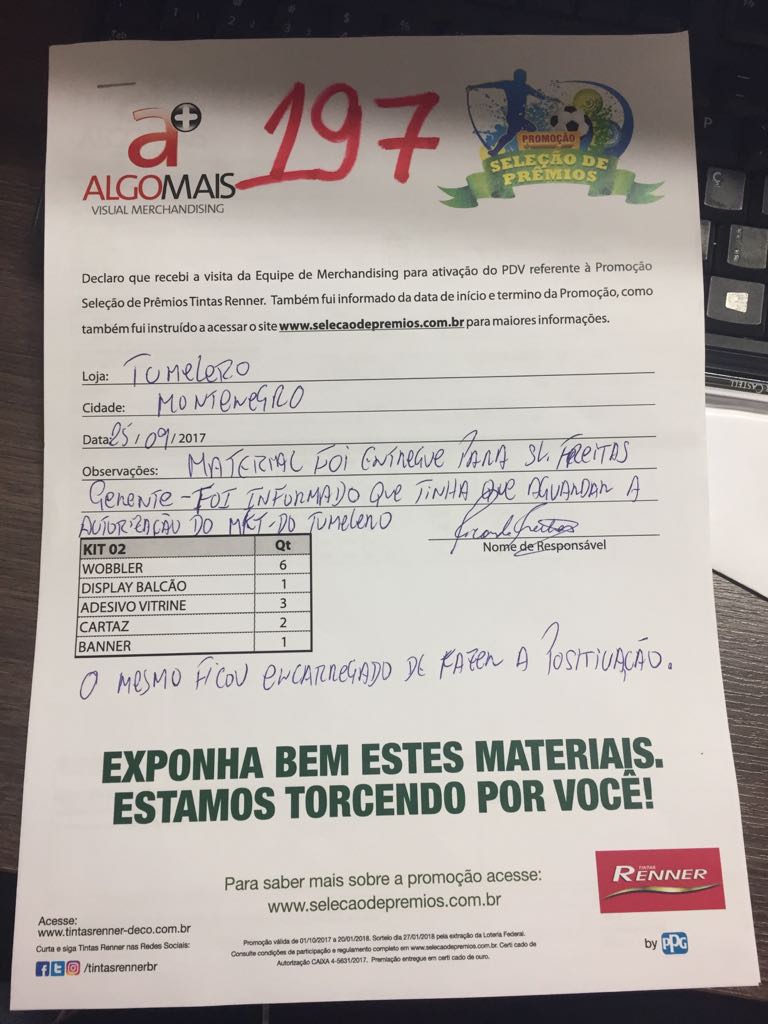 a+
ALGOMAIS
VISUAL MERCHANDISING
197
PROMOÇÃO
SELEÇÃO DE
PRÊMIOS
Declaro que recebi a visita da Equipe de Merchandising para ativação do PDV referente à Promoção
Seleção de Prêmios Tintas Renner. Também fui informado da data de início e termino da Promoção, como
também fui instruído a acessar o site www.selecaodepremios.com.br para maiores informações.
Loja: TUMELERO
Cidade: MONTENEGRO
Data: 25/09/2017
Observações: MATERIAL FOI ENTREGUE PARA SR. FREITAS
GERENTE - FOI INFORMADO QUE TINHA QUE AGUARDAR A
AUTORIZAÇÃO DO MKT - DO TUMELERO
Nome de Responsável
KIT 02 Qt
WOBBLER 6
DISPLAY BALCÃO 1
ADESIVO VITRINE 3
CARTAZ 2
BANNER 1
O MESMO FICOU ENCARREGADO DE FAZER A POSITIVAÇÃO.
EXPONHA BEM ESTES MATERIAIS.
ESTAMOS TORCENDO POR VOCÊ!
Para saber mais sobre a promoção acesse:
www.selecaodepremios.com.br
TINTAS
RENNER
by PPG
Acesse:
www.tintasrenner-deco.com.br
Curta e siga Tintas Renner nas Redes Sociais:
/tintasrennerbr
Promoção válida de 01/10/2017 a 20/01/2018. Sorteio dia 27/01/2018 pela extração da Loteria Federal.
Consulte condições de participação e regulamento completo em www.selecaodepremios.com.br. Certi cado de
Autorização CAIXA 4-5631/2017. Premiação entregue em certi cado de ouro.